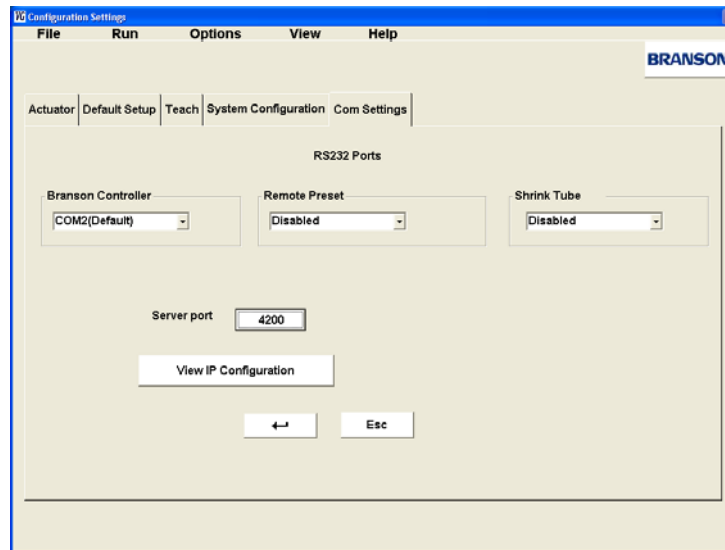 Configuration Settings
File Run Options View Help
BRANSON
Actuator Default Setup Teach System Configuration Com Settings
RS232 Ports
Branson Controller Remote Preset Shrink Tube
COM2(Default) Disabled Disabled
Server port 4200
View IP Configuration
Esc